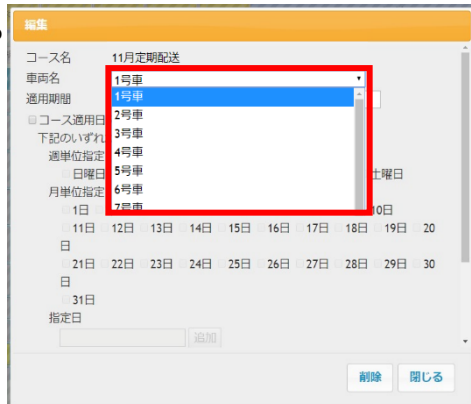 編集
コース名 11月定期配送
車両名 1号車
適用期間 1号車
コース適用日 2号車
下記のいずれ 3号車
週単位指定 4号車
日曜日 5号車 土曜日
月単位指定 6号車
1日 7号車 10日
11日 12日 13日 14日 15日 16日 17日 18日 19日 20
日
21日 22日 23日 24日 25日 26日 27日 28日 29日 30
日
31日
指定日
追加
削除 閉じる